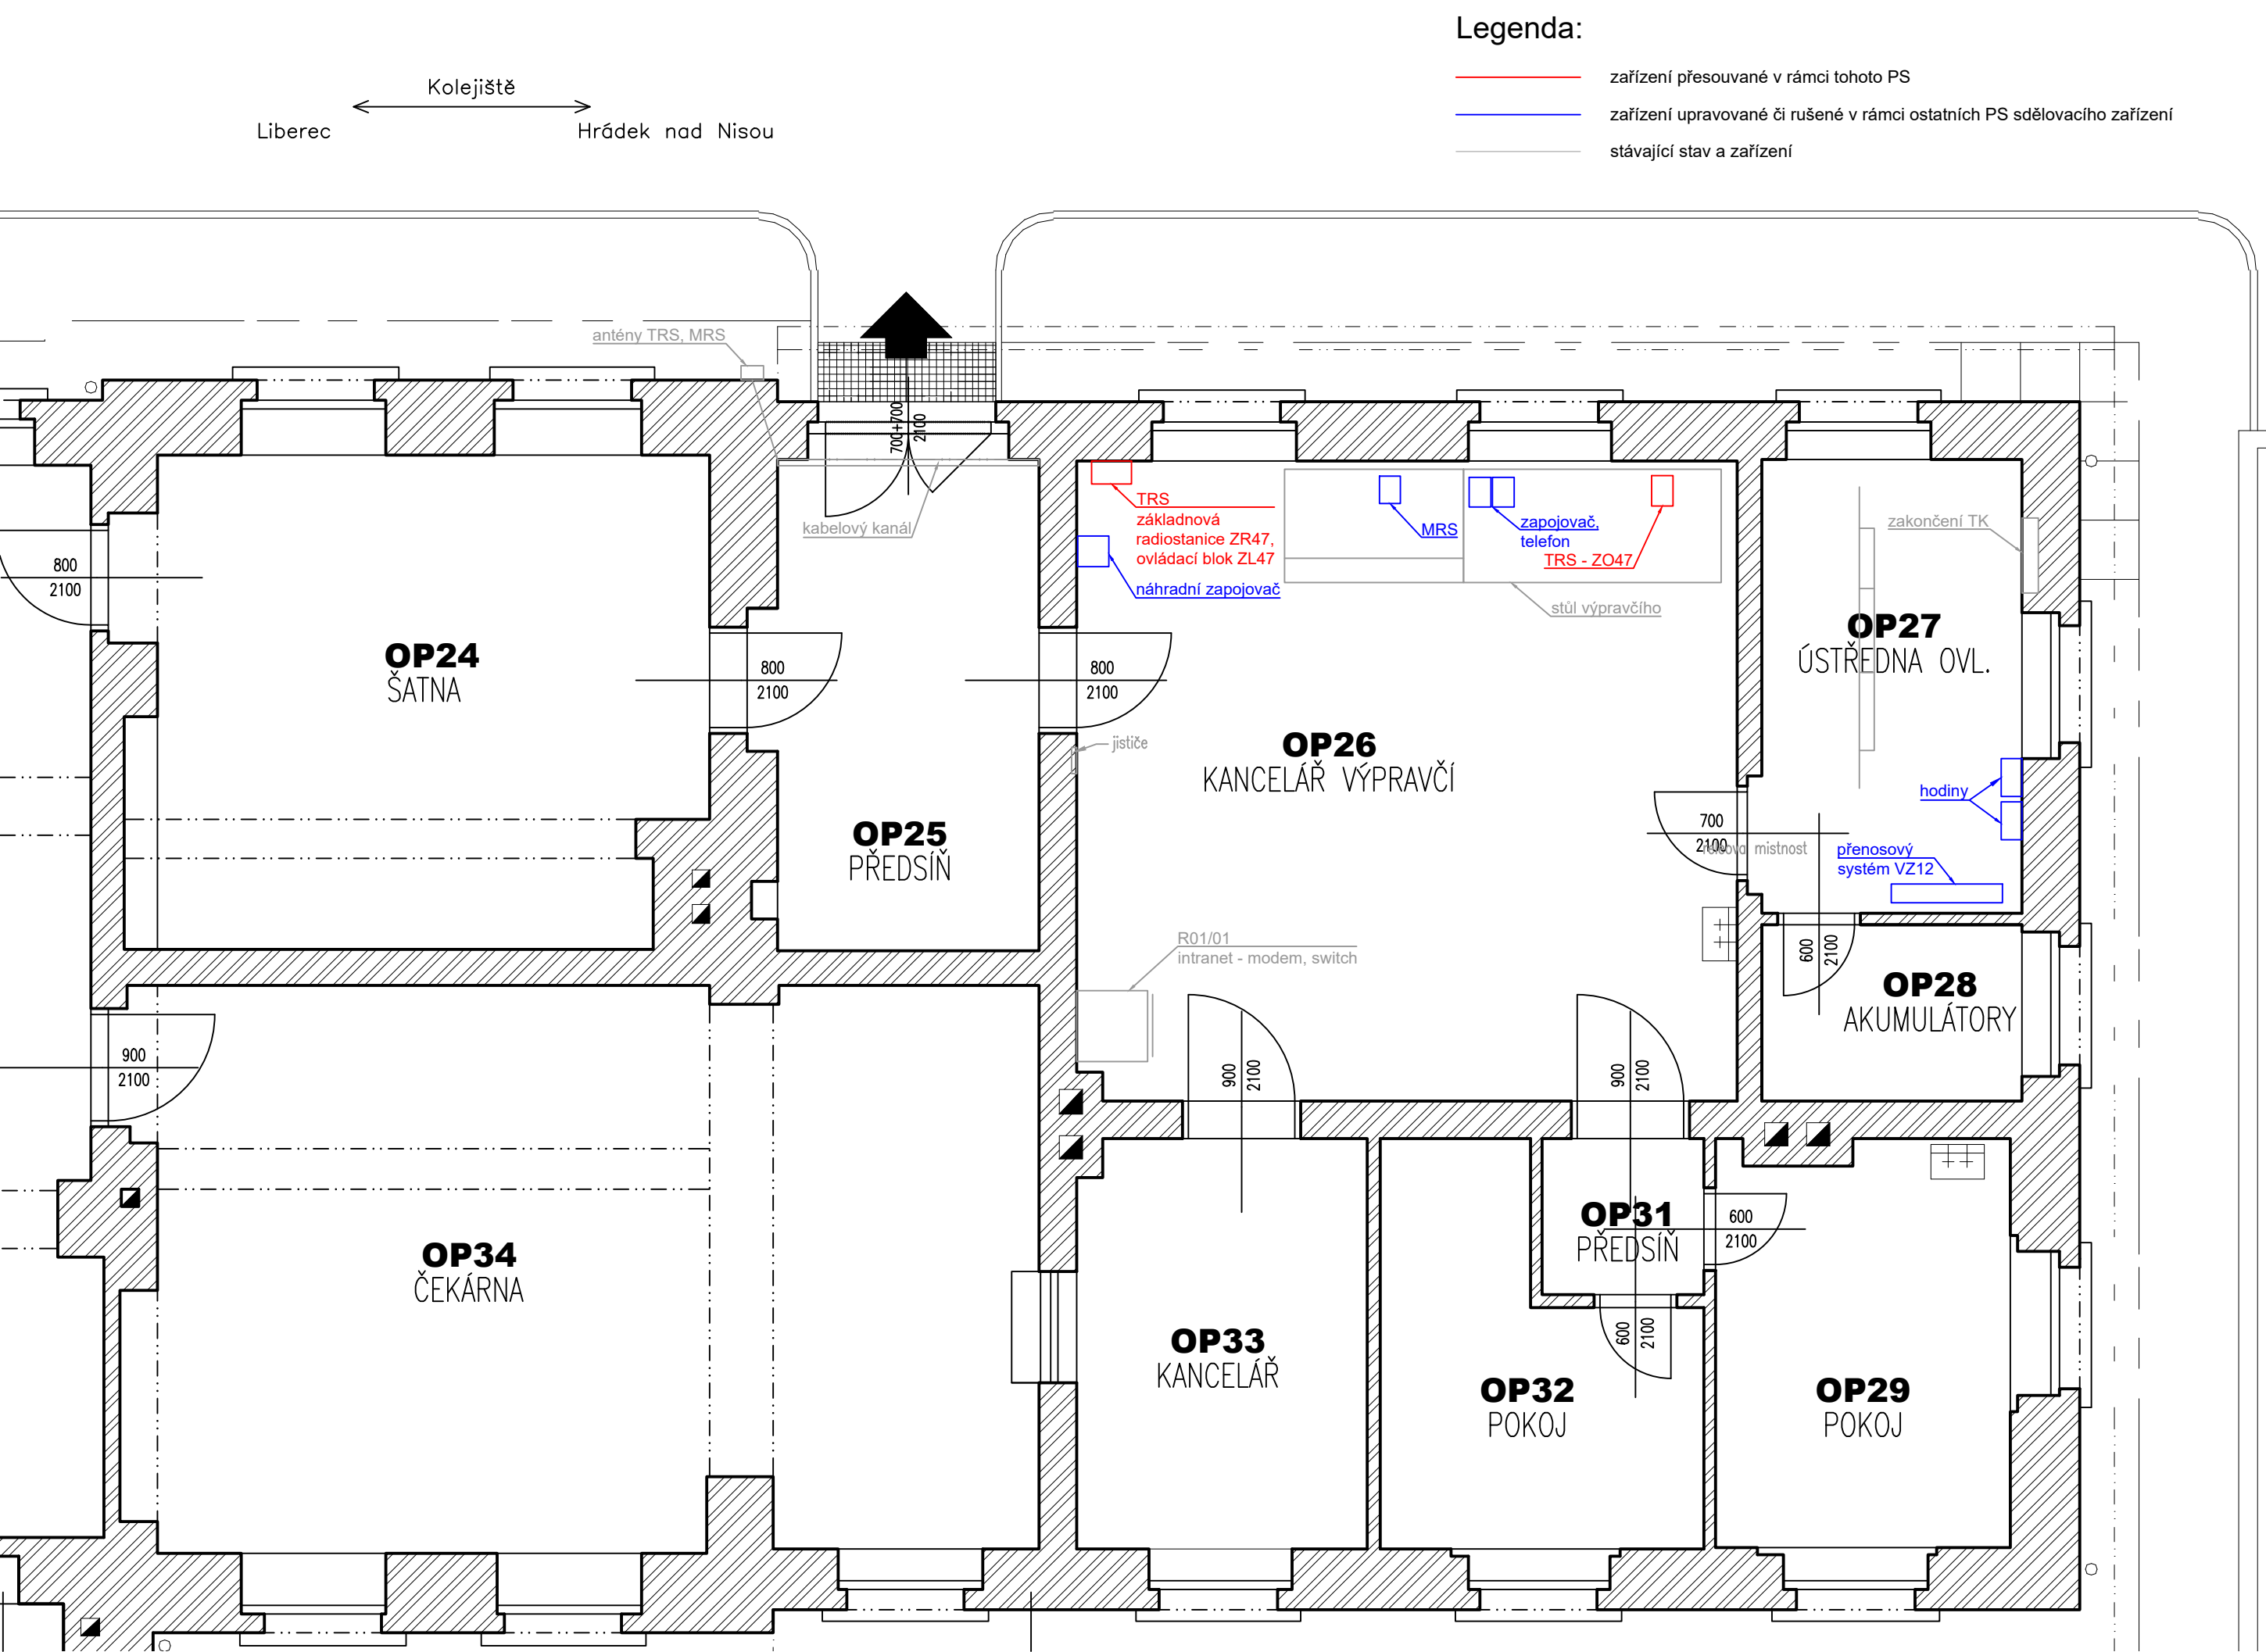 Legenda:
zařízení přesouvané v rámci tohoto PS
zařízení upravované či rušené v rámci ostatních PS sdělovacího zařízení
stávající stav a zařízení
Kolejiště
Liberec
Hrádek nad Nisou
antény TRS, MRS
700+700
2100
kabelový kanál
TRS
základnová
radiostanice ZR47,
ovládací blok ZL47
náhradní zapojovač
MRS
zapojovač,
telefon
TRS - ZO47
stůl výpravčího
zakončení TK
800
2100
OP24
ŠATNA
800
2100
800
2100
OP27
ÚSTŘEDNA OVL.
jističe
OP26
KANCELÁŘ VÝPRAVČÍ
OP25
PŘEDSÍŇ
700
2100
releova mistnost
hodiny
přenosový
systém VZ12
600
2100
R01/01
intranet - modem, switch
OP28
AKUMULÁTORY
900
2100
900
2100
900
2100
OP34
ČEKÁRNA
OP31
PŘEDSÍŇ
600
2100
600
2100
OP33
KANCELÁŘ
OP32
POKOJ
OP29
POKOJ